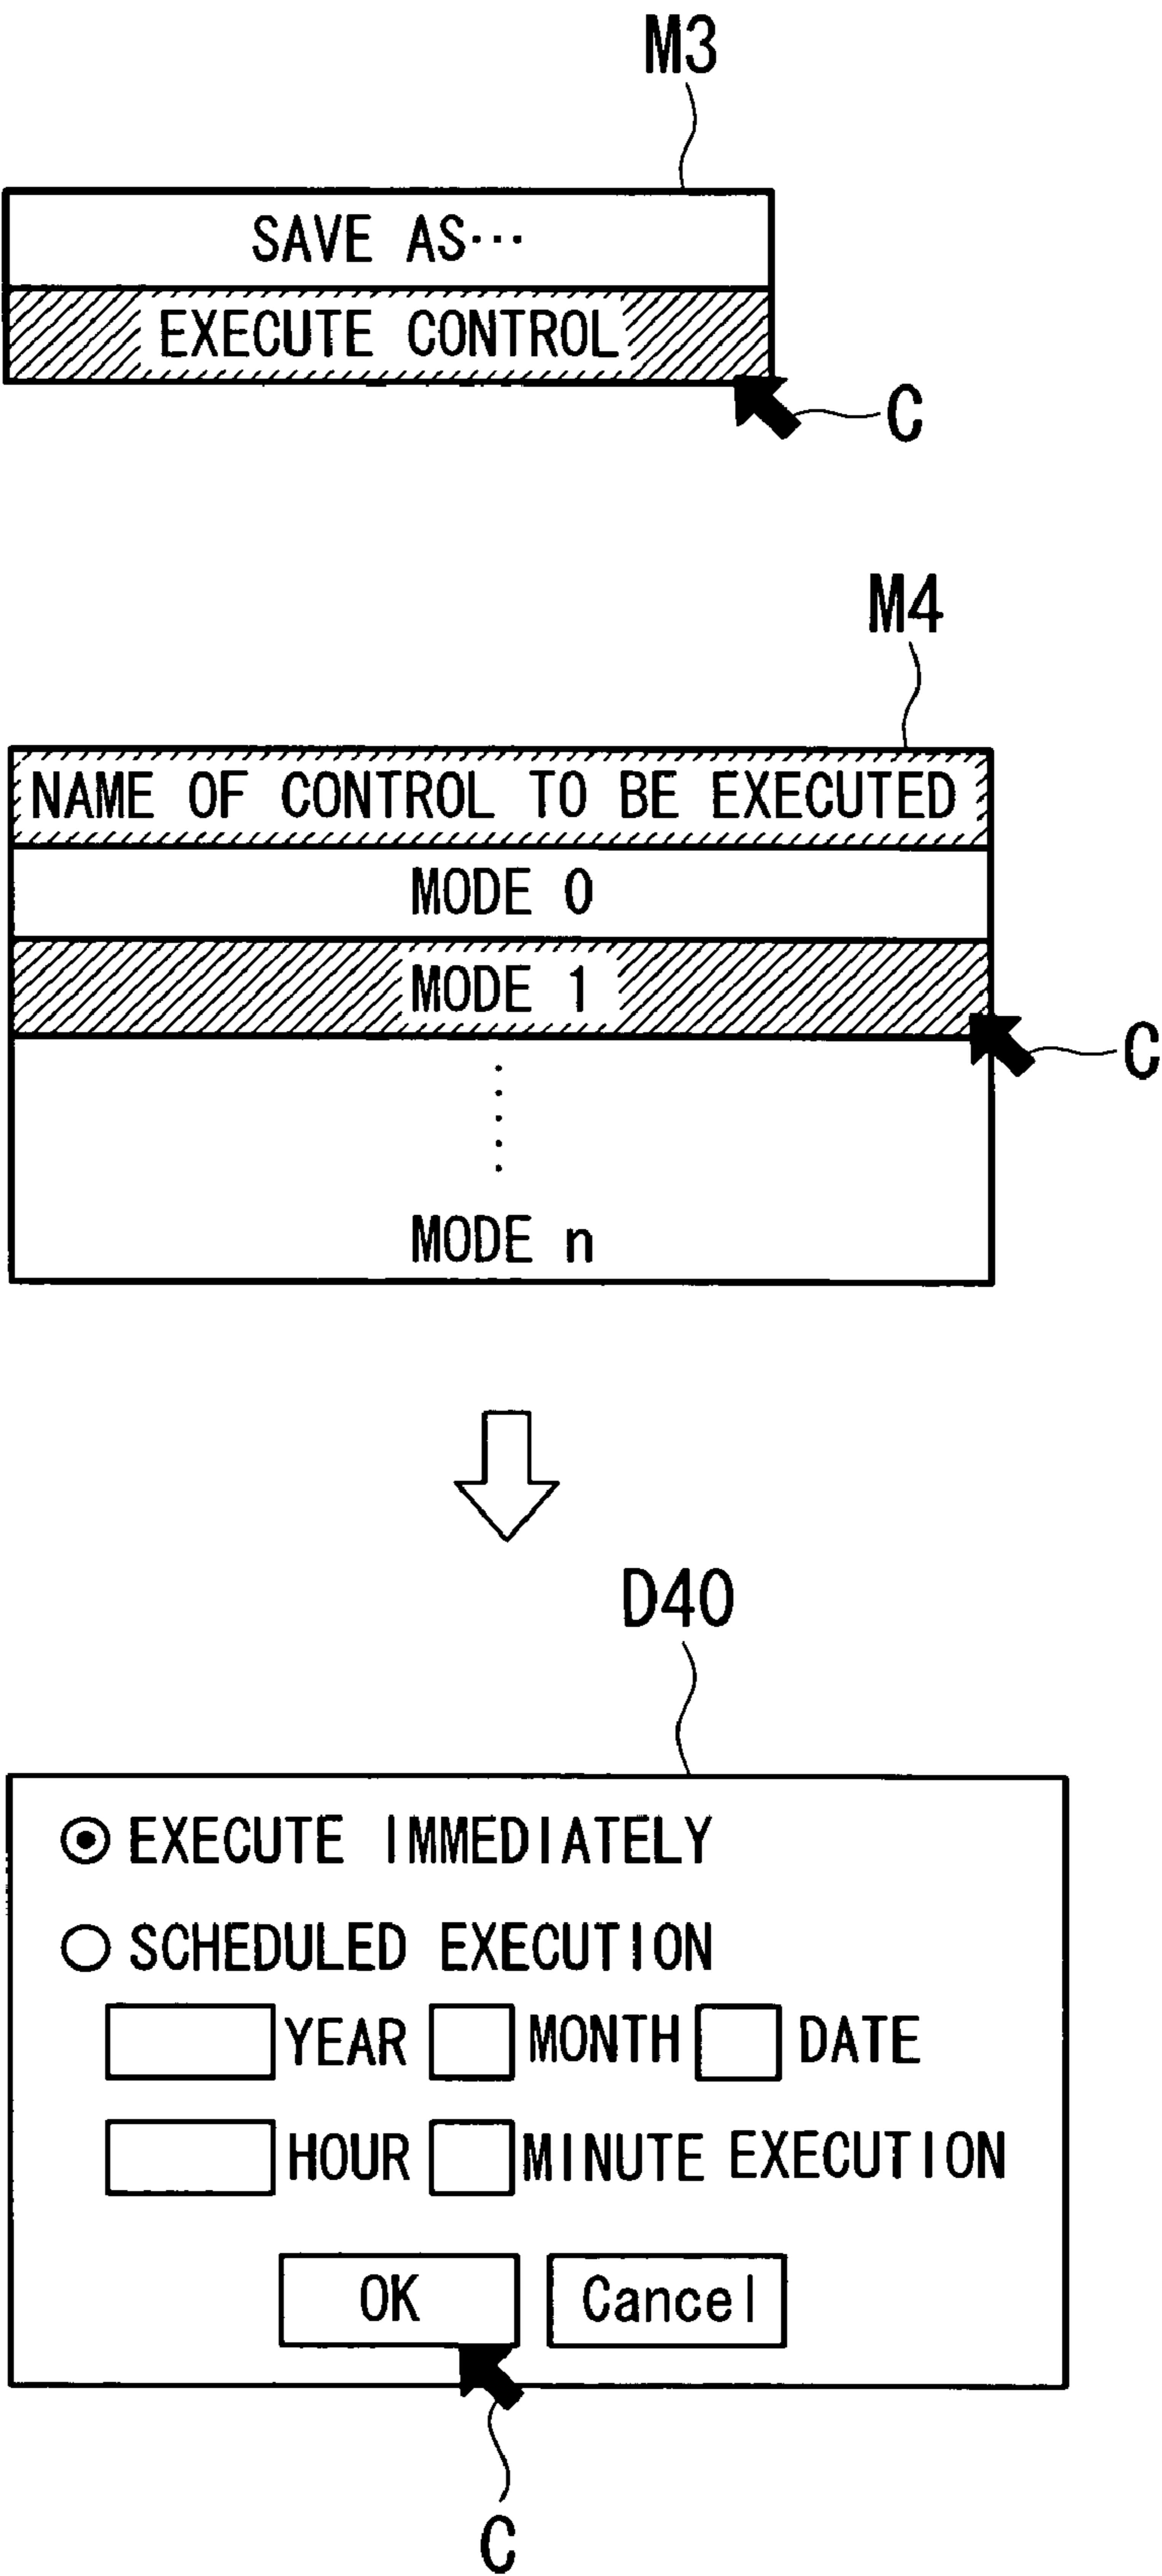 M3
SAVE AS···
EXECUTE CONTROL
C
M4
NAME OF CONTROL TO BE EXECUTED
MODE 0
MODE 1
C
MODE n
D40
EXECUTE IMMEDIATELY
SCHEDULED EXECUTION
YEAR MONTH DATE
HOUR MINUTE EXECUTION
OK Cancel
C